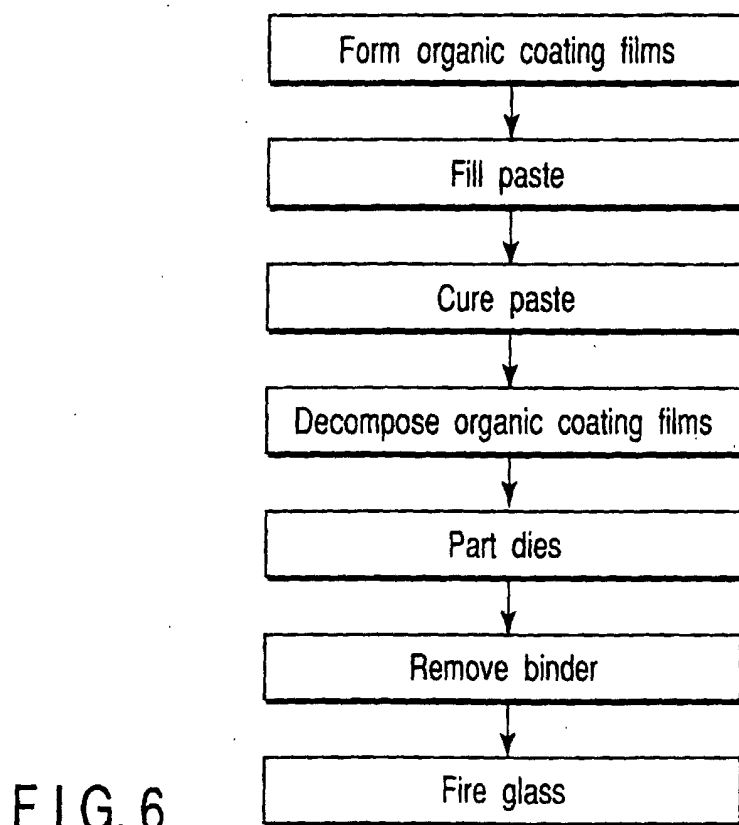 Form organic coating films
Fill paste
Cure paste
Decompose organic coating films
Part dies
Remove binder
Fire glass
FIG. 6